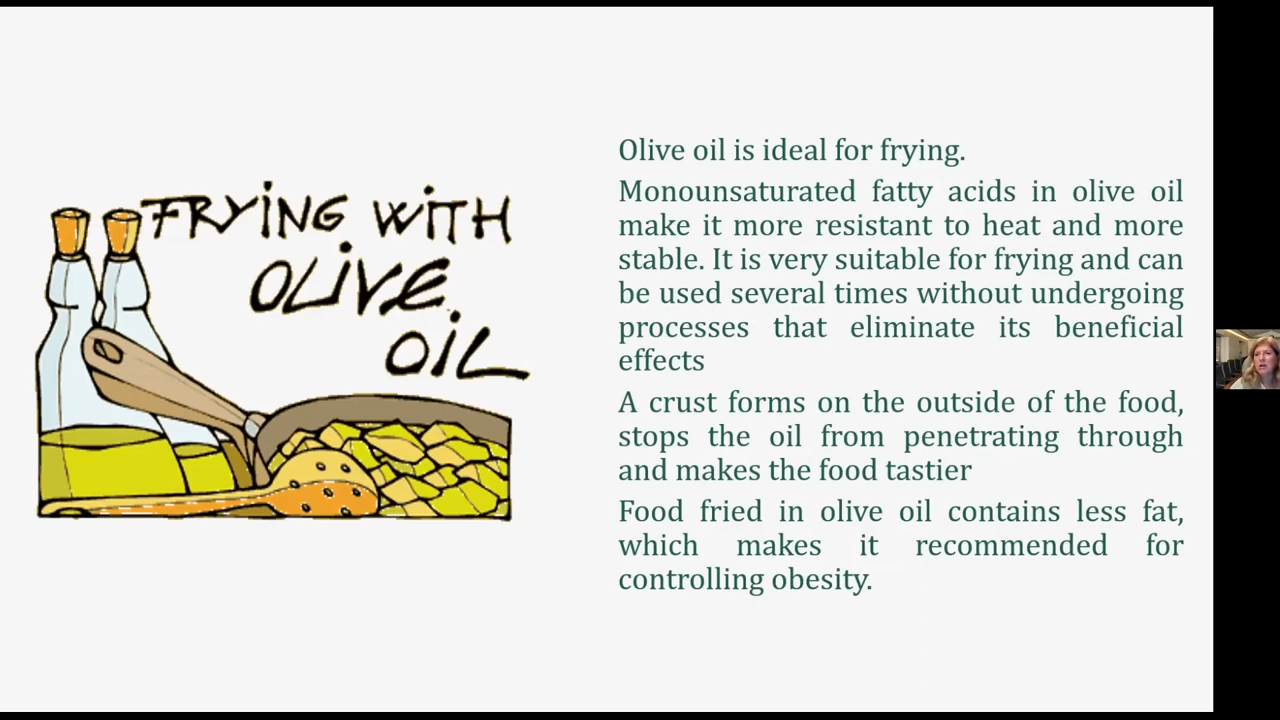 FRYING WITH
OLIVE
OIL
Olive oil is ideal for frying.
Monounsaturated fatty acids in olive oil
make it more resistant to heat and more
stable. It is very suitable for frying and can
be used several times without undergoing
processes that eliminate its beneficial
effects
A crust forms on the outside of the food,
stops the oil from penetrating through
and makes the food tastier
Food fried in olive oil contains less fat,
which makes it recommended for
controlling obesity.